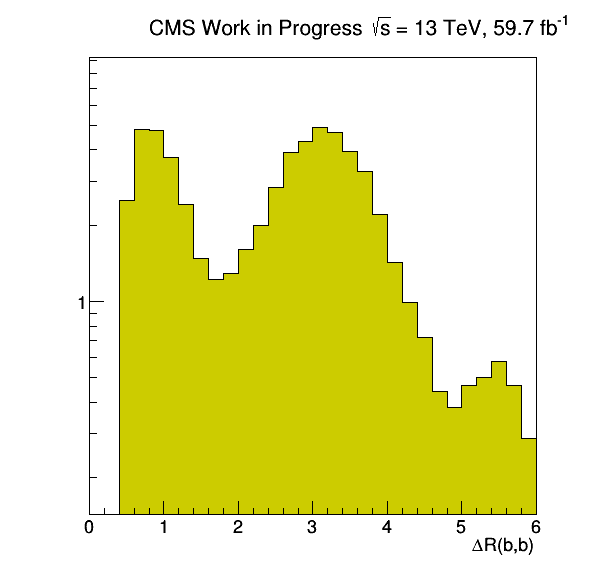 CMS Work in Progress √s = 13 TeV, 59.7 fb⁻¹
1
0 1 2 3 4 5 6
ΔR(b,b)